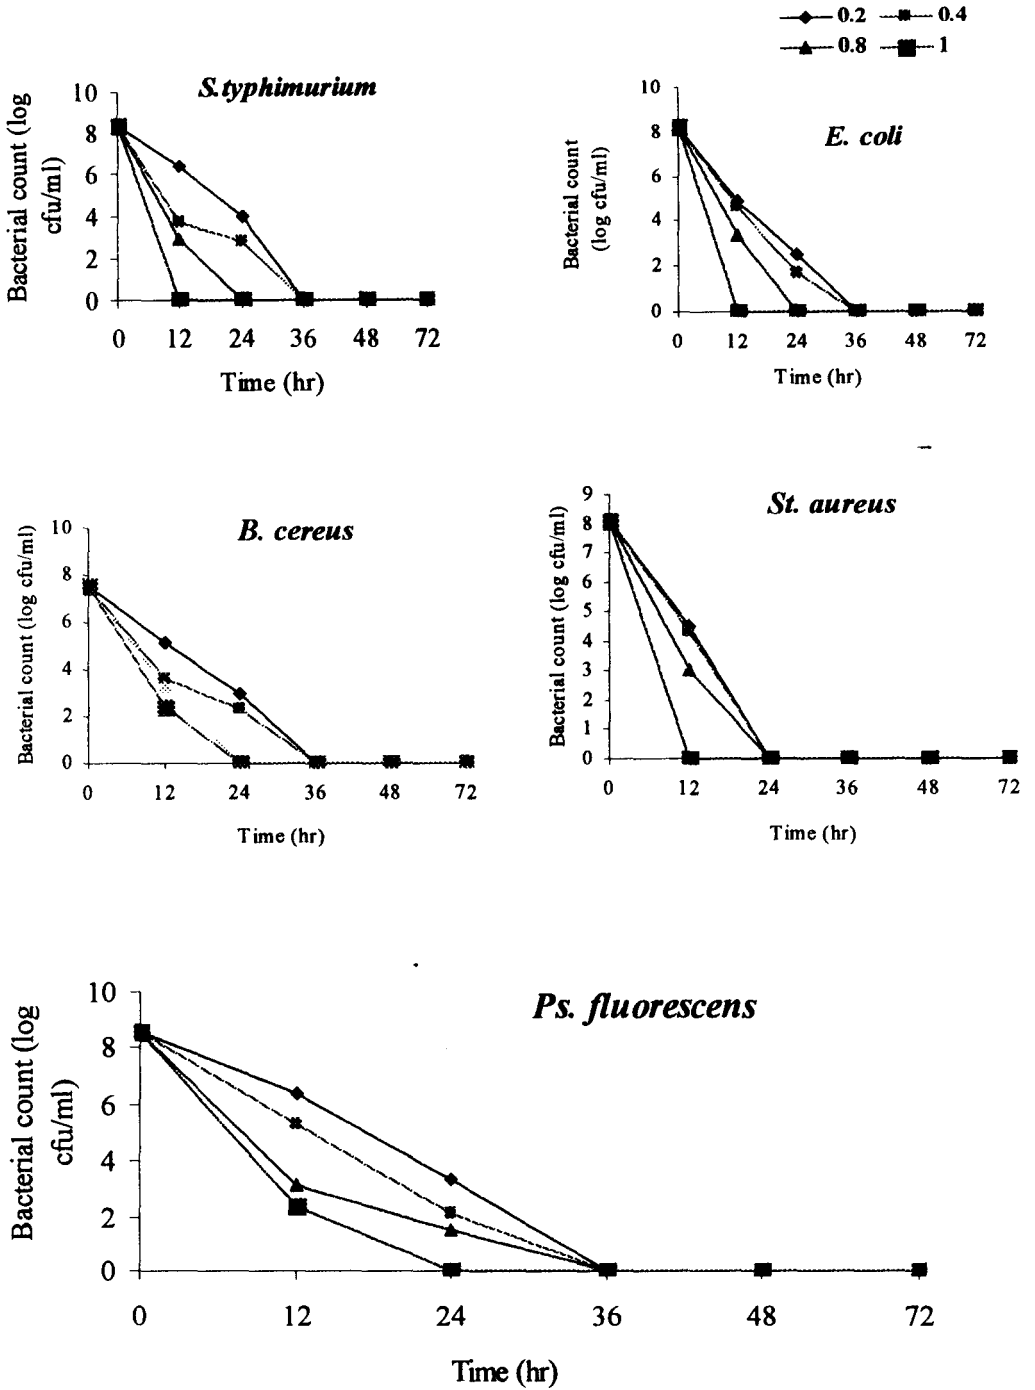 0.2 0.4
0.8 1
S.typhimurium
Bacterial count (log
cfu/ml)
10
8
6
4
2
0
0 12 24 36 48 72
Time (hr)
E. coli
Bacterial count
(log cfu/ml)
10
8
6
4
2
0
0 12 24 36 48 72
Time (hr)
B. cereus
Bacterial count (log cfu/ml)
10
8
6
4
2
0
0 12 24 36 48 72
Time (hr)
St. aureus
Bacterial count (log cfu/ml)
9
8
7
6
5
4
3
2
1
0
0 12 24 36 48 72
Time (hr)
Ps. fluorescens
Bacterial count (log
cfu/ml)
10
8
6
4
2
0
0 12 24 36 48 72
Time (hr)